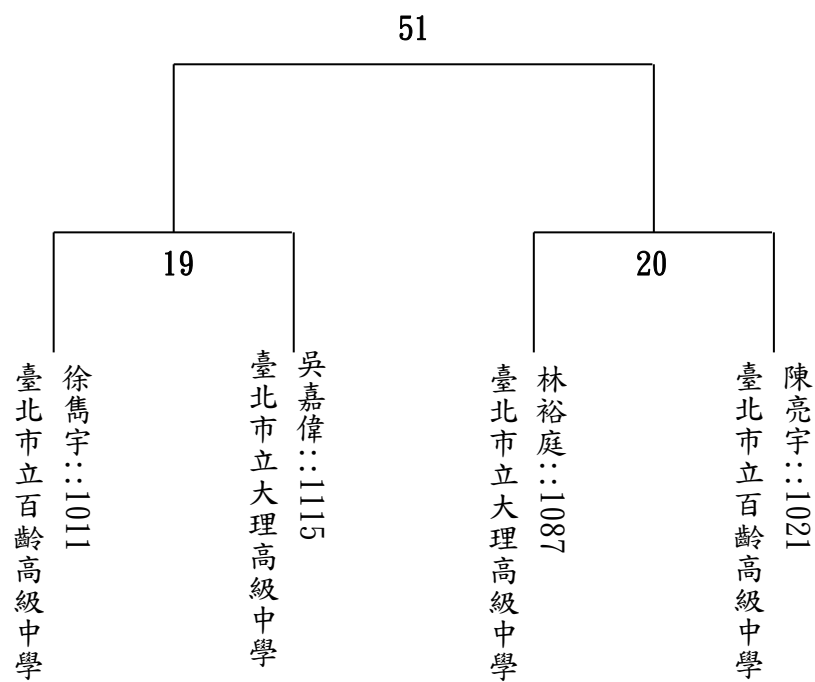 51
19
20
徐雋宇:::1011
臺北市立百齡高級中學
吳嘉偉:::1115
臺北市立大理高級中學
林裕庭:::1087
臺北市立大理高級中學
陳亮宇:::1021
臺北市立百齡高級中學